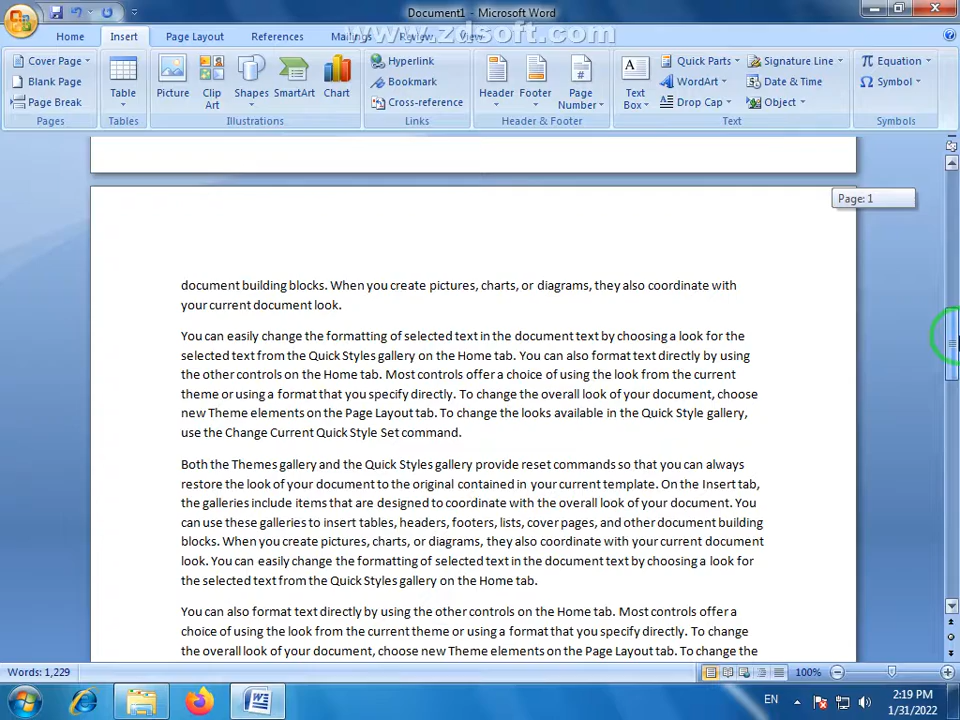 Document1 - Microsoft Word
www.zdsoft.com
Home Insert Page Layout References Mailings Review View
Cover Page
Blank Page
Page Break
Pages
Table
Tables
Picture
Clip Art
Shapes
SmartArt
Chart
Illustrations
Hyperlink
Bookmark
Cross-reference
Links
Header
Footer
Page Number
Header & Footer
Text Box
Quick Parts
WordArt
Drop Cap
Signature Line
Date & Time
Object
Text
Equation
Symbol
Symbols
Page: 1
document building blocks. When you create pictures, charts, or diagrams, they also coordinate with
your current document look.
You can easily change the formatting of selected text in the document text by choosing a look for the
selected text from the Quick Styles gallery on the Home tab. You can also format text directly by using
the other controls on the Home tab. Most controls offer a choice of using the look from the current
theme or using a format that you specify directly. To change the overall look of your document, choose
new Theme elements on the Page Layout tab. To change the looks available in the Quick Style gallery,
use the Change Current Quick Style Set command.
Both the Themes gallery and the Quick Styles gallery provide reset commands so that you can always
restore the look of your document to the original contained in your current template. On the Insert tab,
the galleries include items that are designed to coordinate with the overall look of your document. You
can use these galleries to insert tables, headers, footers, lists, cover pages, and other document building
blocks. When you create pictures, charts, or diagrams, they also coordinate with your current document
look. You can easily change the formatting of selected text in the document text by choosing a look for
the selected text from the Quick Styles gallery on the Home tab.
You can also format text directly by using the other controls on the Home tab. Most controls offer a
choice of using the look from the current theme or using a format that you specify directly. To change
the overall look of your document, choose new Theme elements on the Page Layout tab. To change the
Words: 1,229
100%
EN
2:19 PM
1/31/2022